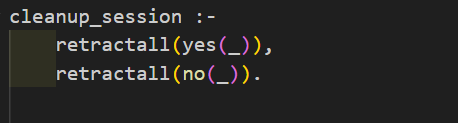 cleanup_session :-
    retractall(yes(_)),
    retractall(no(_)).